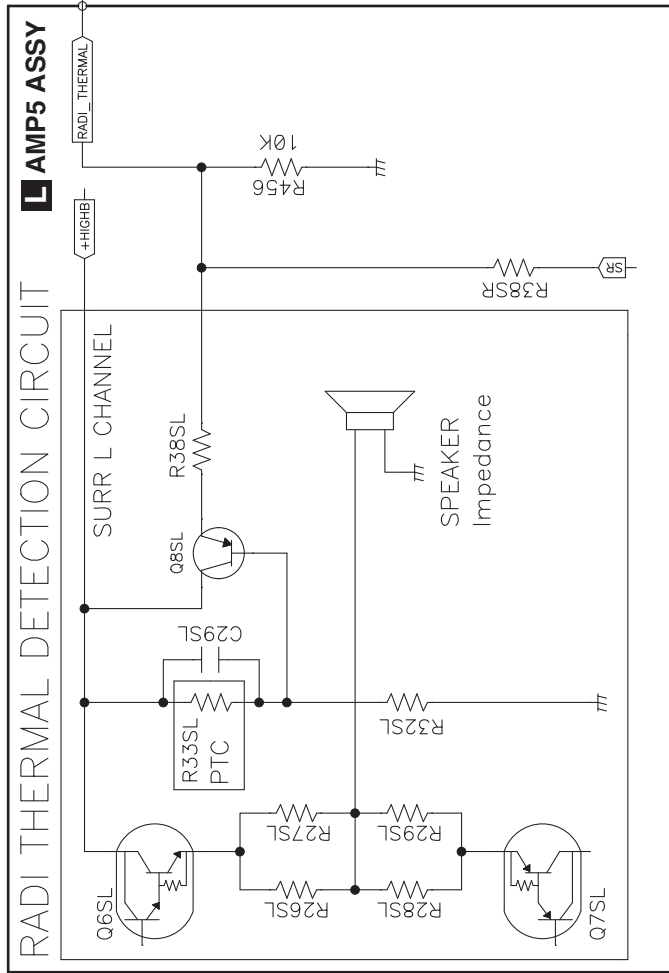 RADI THERMAL DETECTION CIRCUIT
L AMP5 ASSY
RADI_THERMAL
+HIGHB
SURR L CHANNEL
Q6SL
R33SL
PTC
C29SL
Q8SL
R38SL
R456
10K
R26SL
R27SL
R28SL
R29SL
R32SL
SPEAKER
Impedance
R38SR
SR
Q7SL